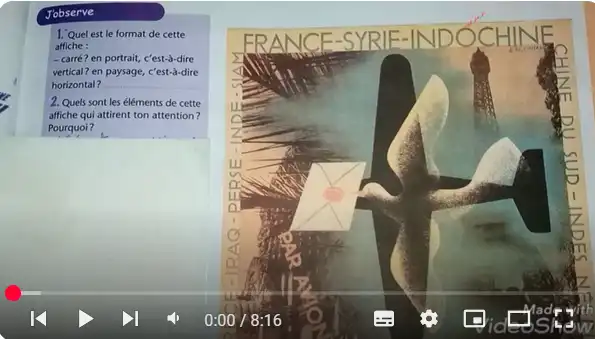 J'observe
1. Quel est le format de cette
affiche :
– carré ? en portrait, c'est-à-dire
vertical ? en paysage, c'est-à-dire
horizontal ?
2. Quels sont les éléments de cette
affiche qui attirent ton attention ?
Pourquoi ?
FRANCE-SYRIE-INDOCHINE
IRAQ-PERSE-INDE-SIAM
CHINE DU SUD-INDES
PAR AVION
0:00 / 8:16
Made with
VideoShow